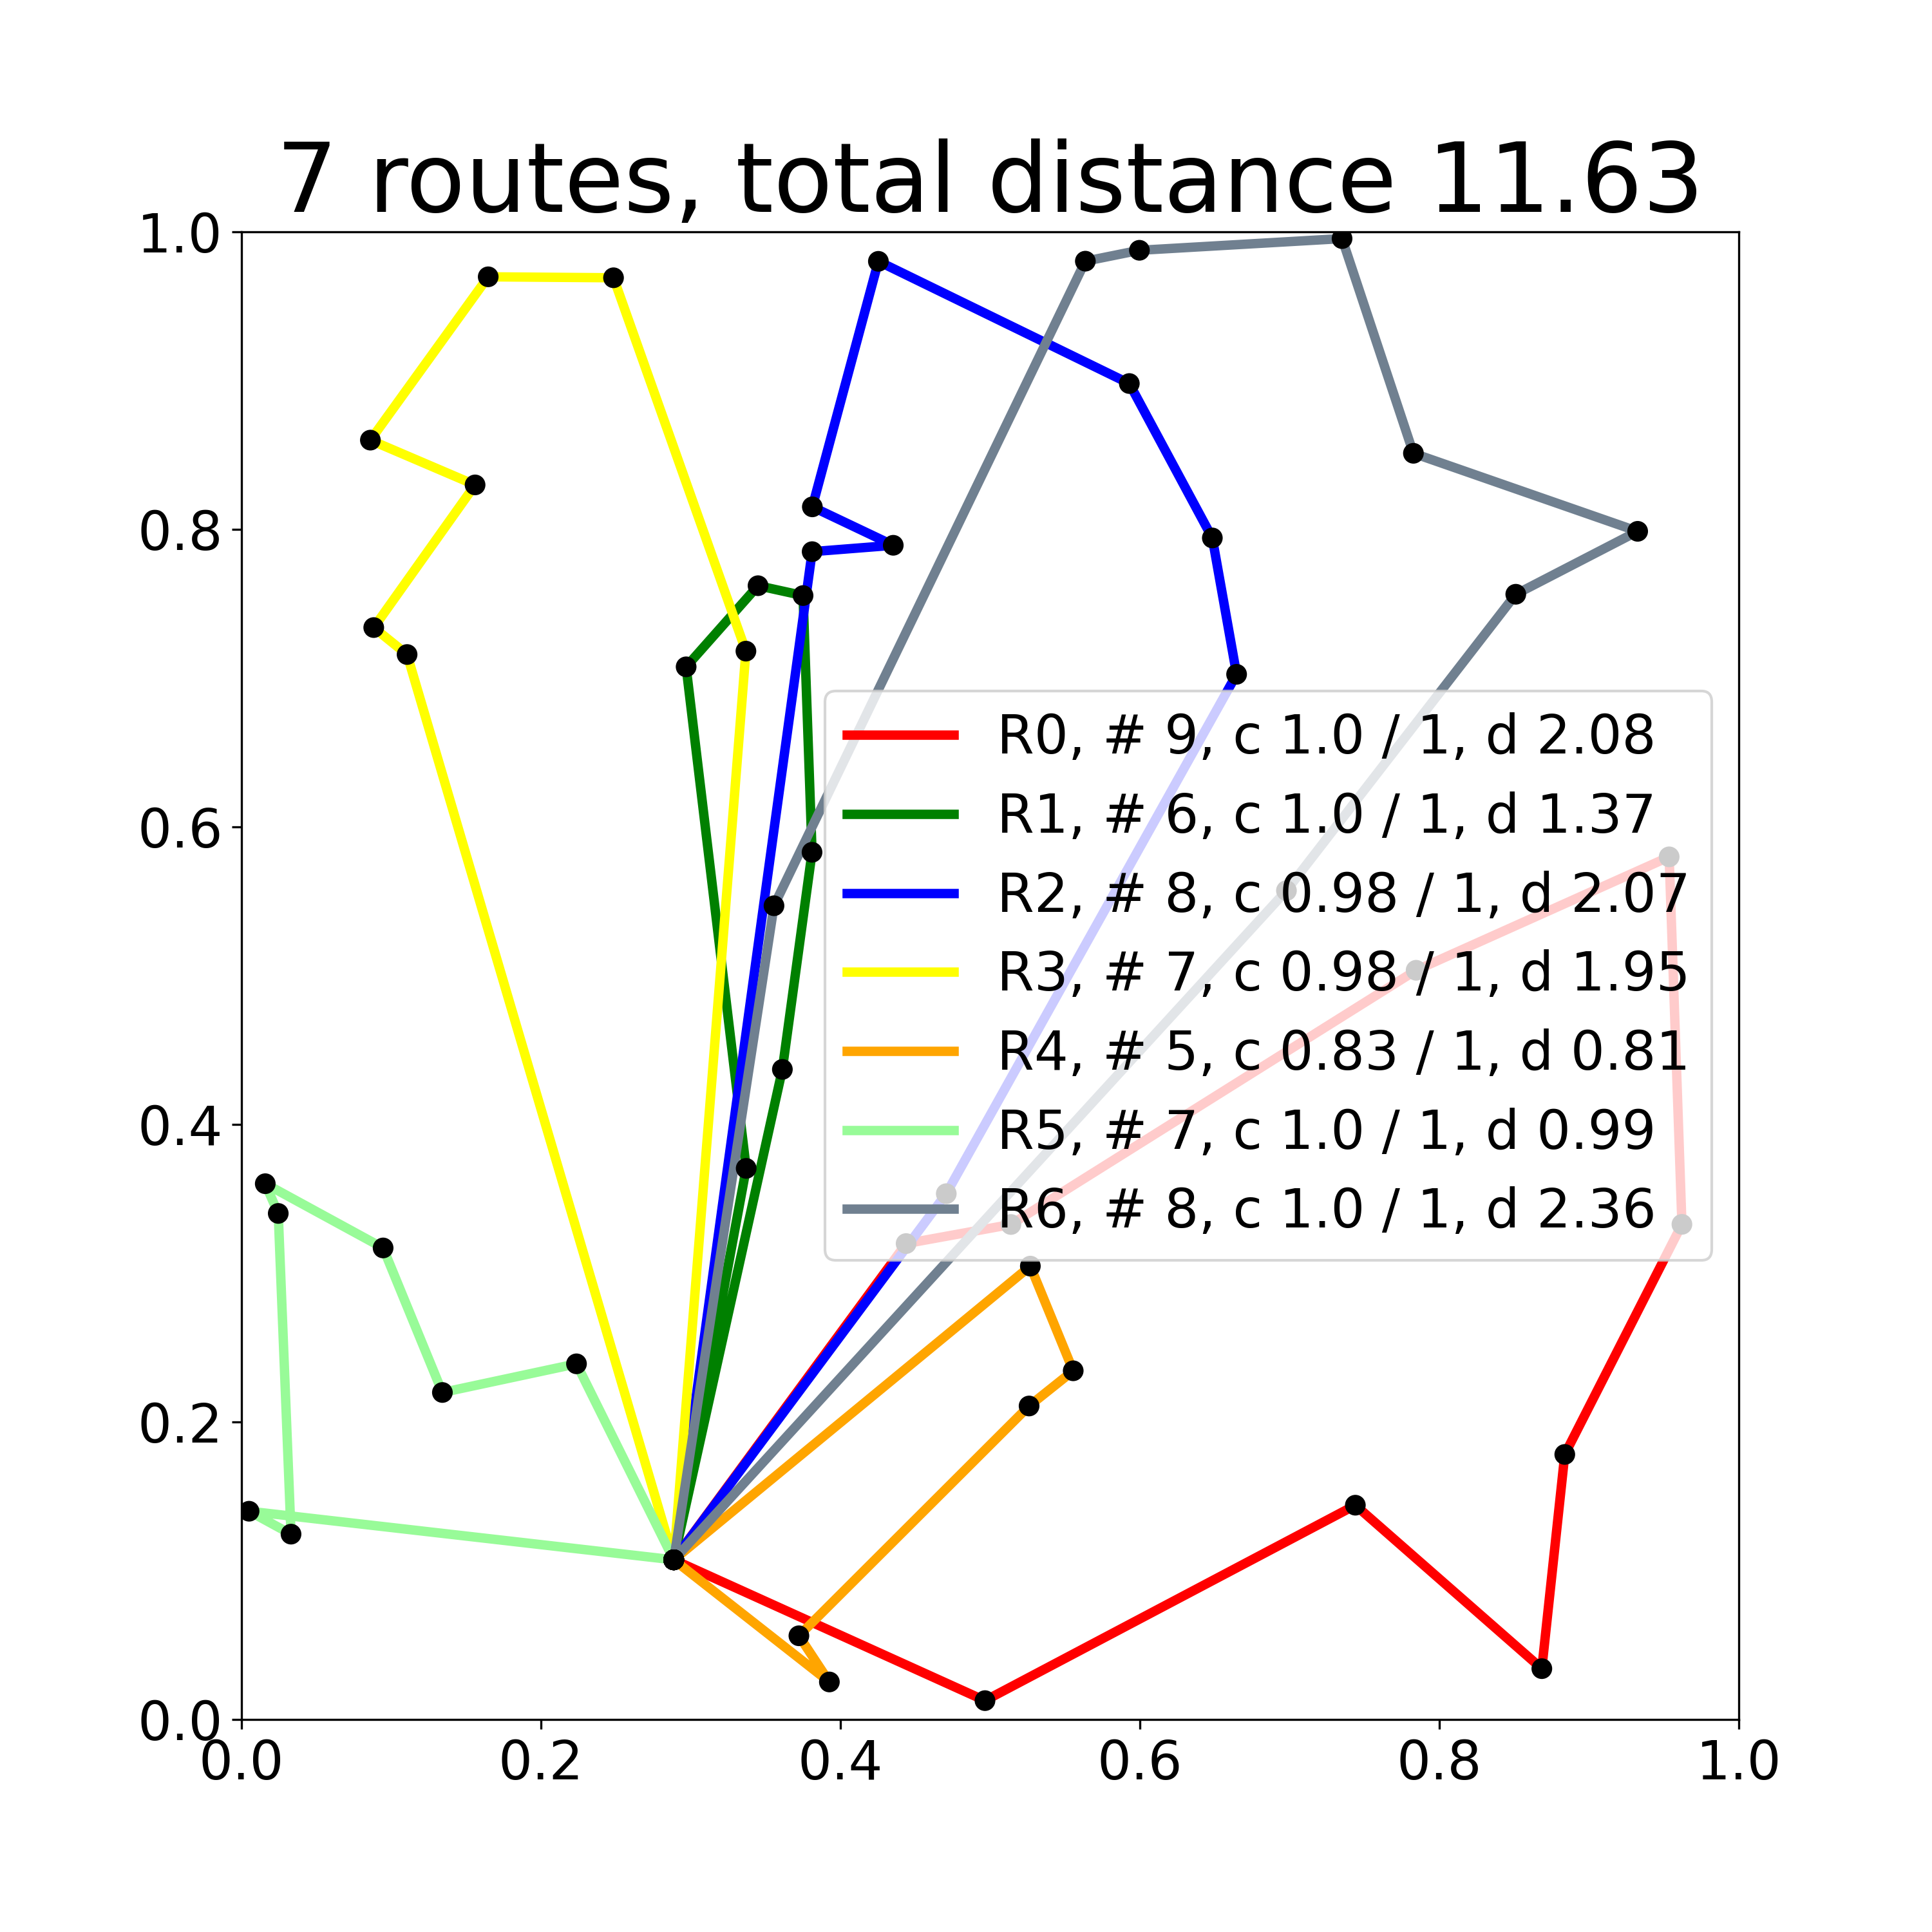 7 routes, total distance 11.63
1.0
0.8
0.6
0.4
0.2
0.0
R0, # 9, c 1.0 / 1, d 2.08
R1, # 6, c 1.0 / 1, d 1.37
R2, # 8, c 0.98 / 1, d 2.07
R3, # 7, c 0.98 / 1, d 1.95
R4, # 5, c 0.83 / 1, d 0.81
R5, # 7, c 1.0 / 1, d 0.99
R6, # 8, c 1.0 / 1, d 2.36
0.0 0.2 0.4 0.6 0.8 1.0